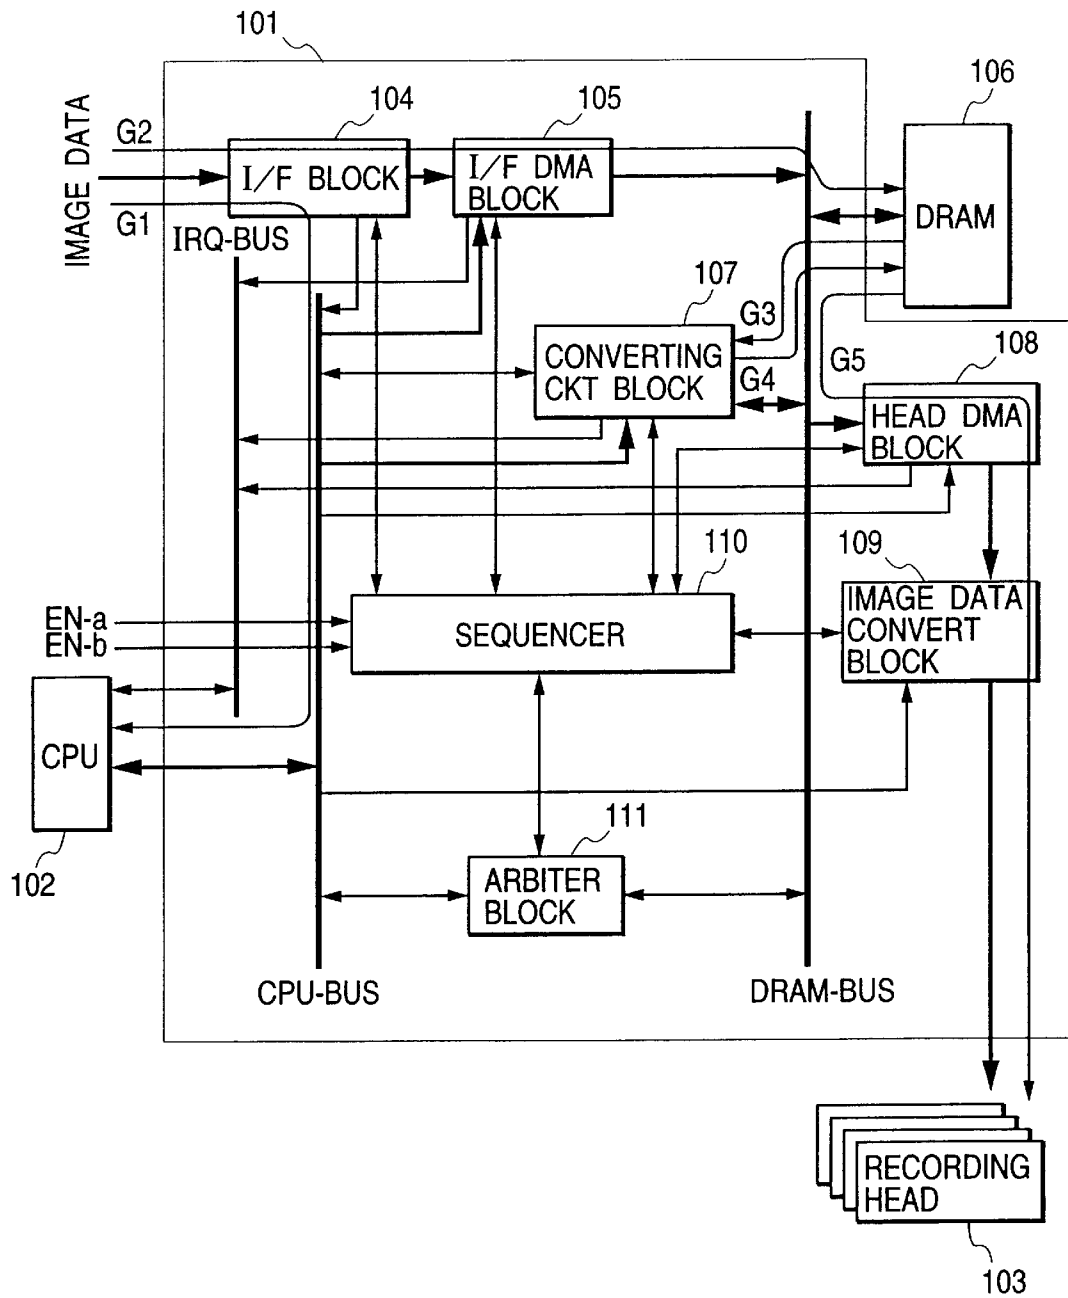 101
104
105
106
IMAGE DATA
G2
I/F BLOCK
I/F DMA
BLOCK
DRAM
G1
IRQ-BUS
107
G3
CONVERTING
CKT BLOCK
G4
G5
108
HEAD DMA
BLOCK
110
109
EN-a
EN-b
SEQUENCER
IMAGE DATA
CONVERT
BLOCK
CPU
102
111
ARBITER
BLOCK
CPU-BUS
DRAM-BUS
RECORDING
HEAD
103